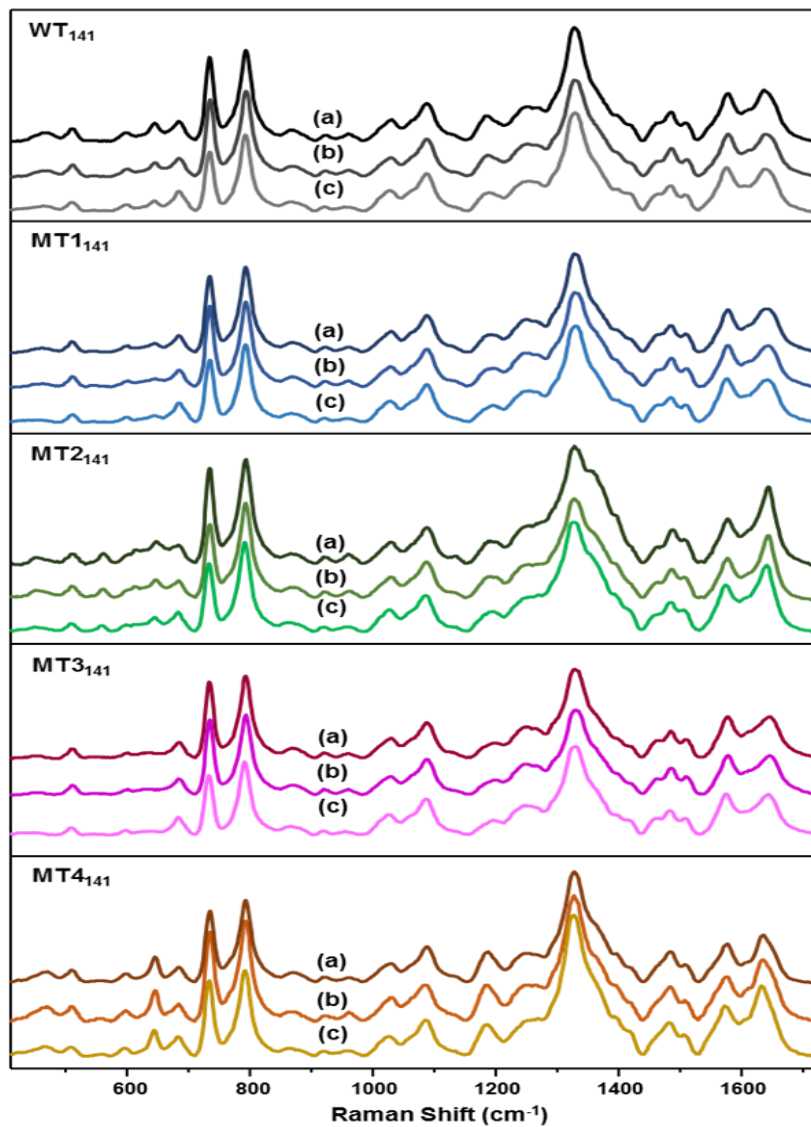 WT₁₄₁
(a)
(b)
(c)
MT1₁₄₁
(a)
(b)
(c)
MT2₁₄₁
(a)
(b)
(c)
MT3₁₄₁
(a)
(b)
(c)
MT4₁₄₁
(a)
(b)
(c)
600 800 1000 1200 1400 1600
Raman Shift (cm⁻¹)